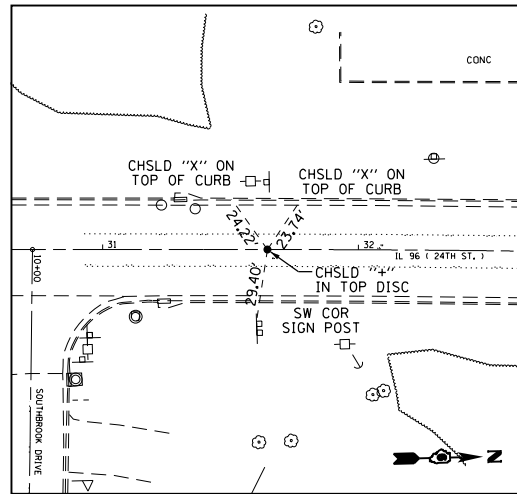 CONC
CHSLD "X" ON
TOP OF CURB
CHSLD "X" ON
TOP OF CURB
24.22'
23.74'
31
32
IL 96 ( 24TH ST. )
10+00
29.40'
CHSLD "+"
IN TOP DISC
SW COR
SIGN POST
SOUTHBROOK DRIVE
N